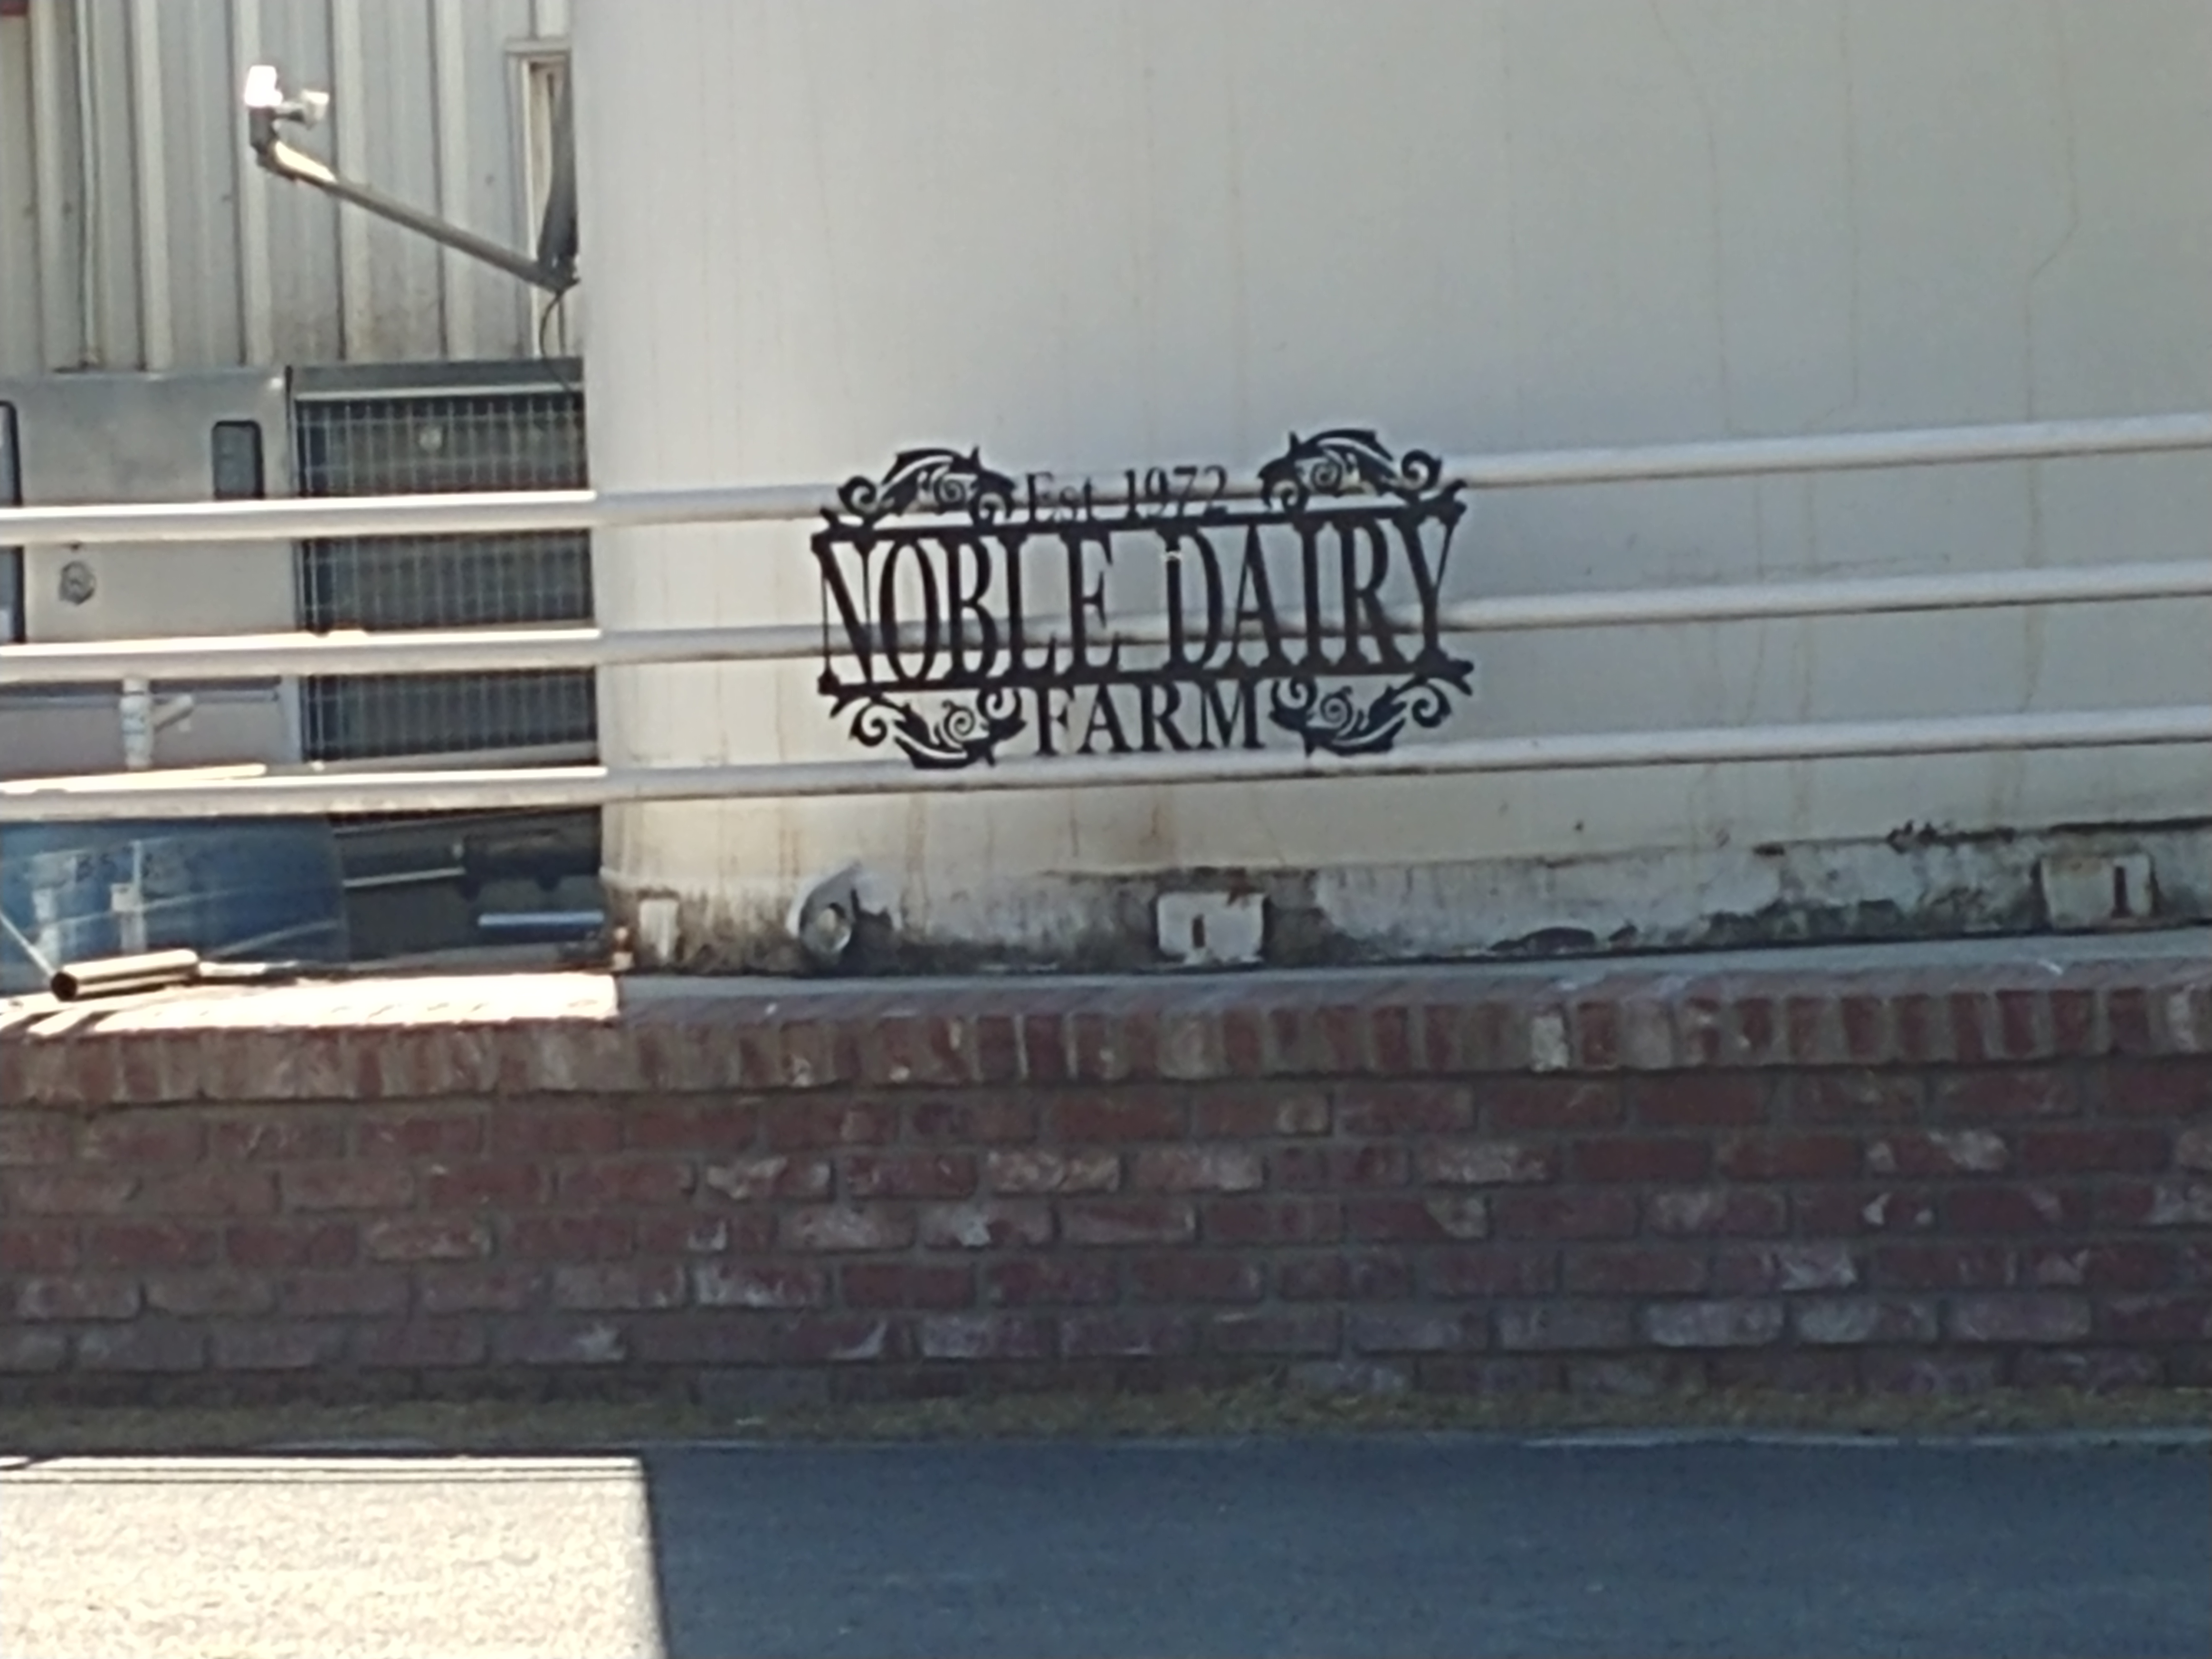 Est 1972
NOBLE DAIRY
FARM